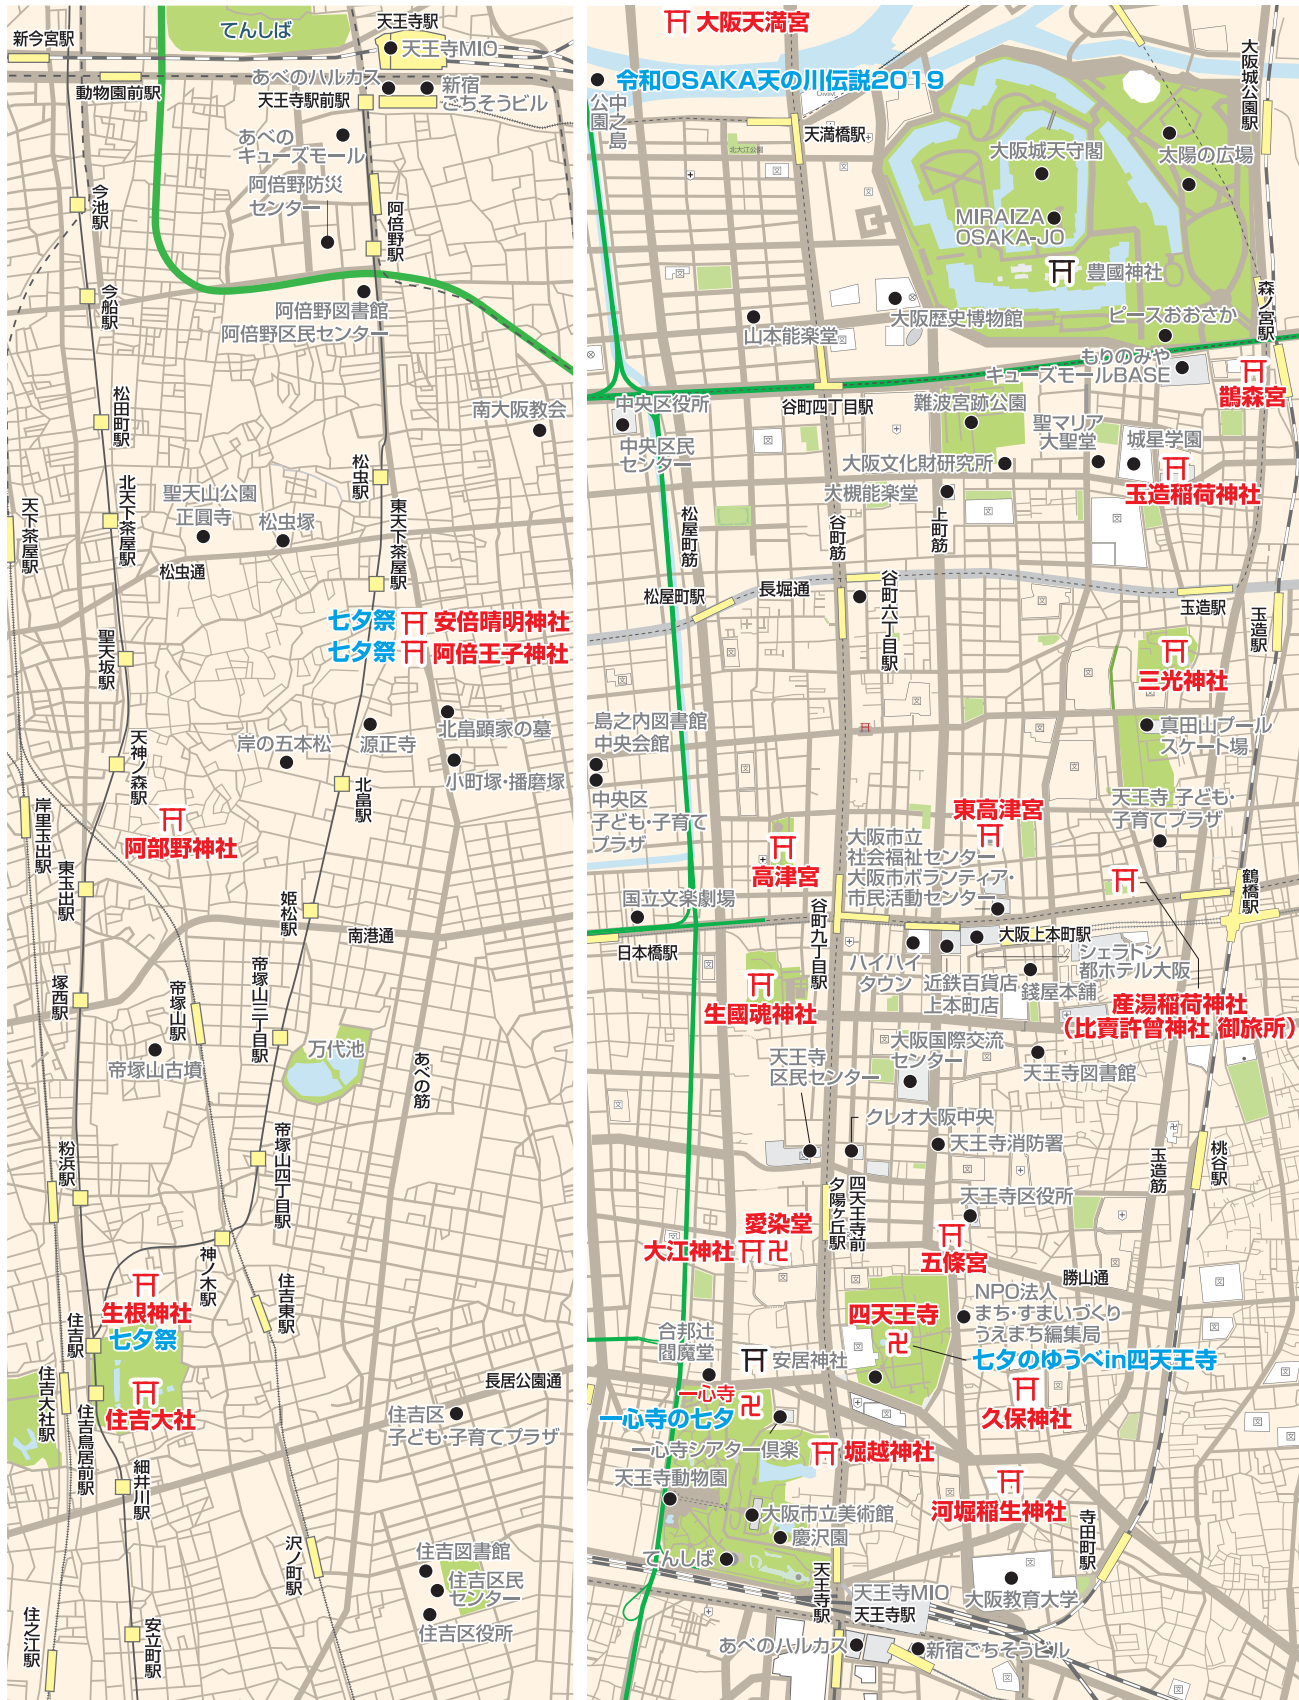 てんしば
天王寺駅
新今宮駅
天王寺MIO
あべのハルカス
新宿
ごちそうビル
動物園前駅
天王寺駅前駅
あべの
キューズモール
阿倍野防災
センター
今池駅
阿倍野駅
今船駅
阿倍野図書館
阿倍野区民センター
松田町駅
南大阪教会
松虫駅
北天下茶屋駅
聖天山公園
正圓寺
松虫塚
天下茶屋駅
東天下茶屋駅
松虫通
七夕祭
安倍晴明神社
七夕祭
阿倍王子神社
聖天坂駅
北畠顕家の墓
天神ノ森駅
岸の五本松
源正寺
小町塚・播磨塚
北畠駅
岸里玉出駅
阿部野神社
東玉出駅
姫松駅
南港通
塚西駅
帝塚山駅
帝塚山三丁目駅
万代池
あべの筋
帝塚山古墳
粉浜駅
帝塚山四丁目駅
神ノ木駅
生根神社
七夕祭
住吉東駅
住吉駅
住吉大社駅
住吉大社
長居公園通
住吉鳥居前駅
住吉区
子ども・子育てプラザ
細井川駅
沢ノ町駅
住吉図書館
住吉区民
センター
住吉区役所
住之江駅
安立町駅
大阪天満宮
令和OSAKA天の川伝説2019
中之島
公園
大阪城公園駅
天満橋駅
北大江公園
大阪城天守閣
太陽の広場
MIRAIZA
OSAKA-JO
豊國神社
森ノ宮駅
大阪歴史博物館
ピースおおさか
山本能楽堂
もりのみや
キューズモールBASE
鵲森宮
中央区役所
谷町四丁目駅
難波宮跡公園
聖マリア
大聖堂
城星学園
中央区民
センター
大阪文化財研究所
玉造稲荷神社
大槻能楽堂
松屋町筋
谷町筋
上町筋
松屋町駅
長堀通
谷町六丁目駅
玉造駅
玉造駅
三光神社
島之内図書館
中央会館
真田山プール
スケート場
中央区
子ども・子育て
プラザ
東高津宮
天王寺 子ども・
子育てプラザ
高津宮
大阪市立
社会福祉センター
大阪市ボランティア・
市民活動センター
鶴橋駅
国立文楽劇場
谷町九丁目駅
日本橋駅
大阪上本町駅
シェラトン
都ホテル大阪
ハイハイ
タウン
近鉄百貨店
上本町店
錢屋本舗
産湯稲荷神社
（比賣許曾神社 御旅所）
生國魂神社
大阪国際交流
センター
天王寺
区民センター
天王寺図書館
クレオ大阪中央
天王寺消防署
玉造筋
桃谷駅
四天王寺前
夕陽ヶ丘駅
天王寺区役所
愛染堂
大江神社
五條宮
勝山通
NPO法人
まち・すまいづくり
うえまち編集局
四天王寺
合邦辻
閻魔堂
安居神社
七夕のゆうべin四天王寺
一心寺
一心寺の七夕
久保神社
一心寺シアター倶楽
堀越神社
天王寺動物園
河堀稲生神社
大阪市立美術館
慶沢園
寺田町駅
てんしば
天王寺駅
天王寺MIO
天王寺駅
大阪教育大学
あべのハルカス
新宿ごちそうビル